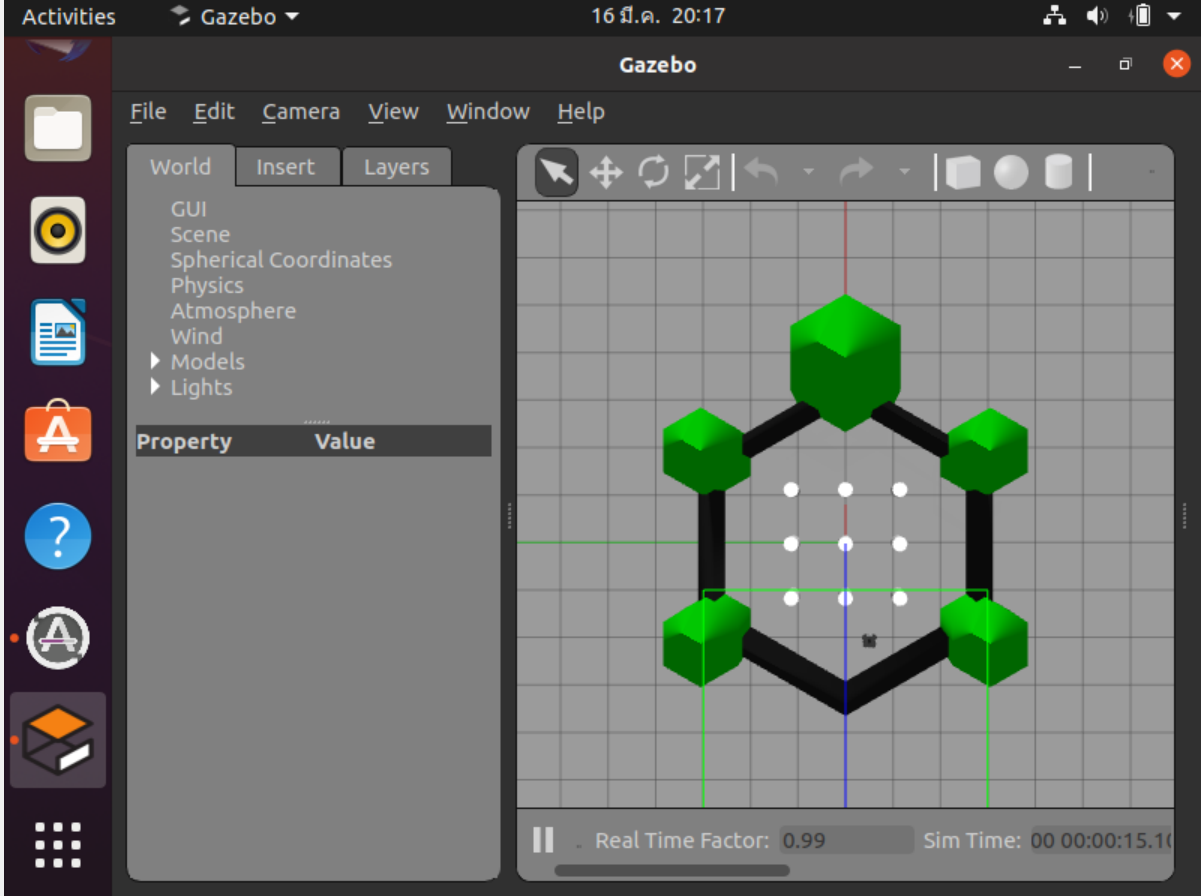 Activities Gazebo 16 มี.ค. 20:17
Gazebo
File Edit Camera View Window Help
World Insert Layers
GUI
Scene
Spherical Coordinates
Physics
Atmosphere
Wind
Models
Lights
Property Value
Real Time Factor: 0.99 Sim Time: 00 00:00:15.10